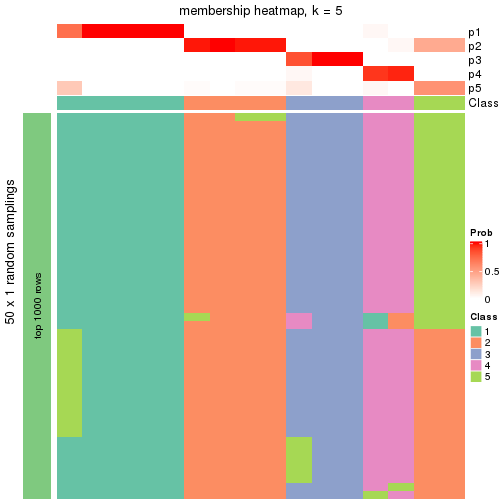 membership heatmap, k = 5
p1
p2
p3
p4
p5
Class
50 x 1 random samplings
top 1000 rows
Prob
1
0.5
0
Class
1
2
3
4
5